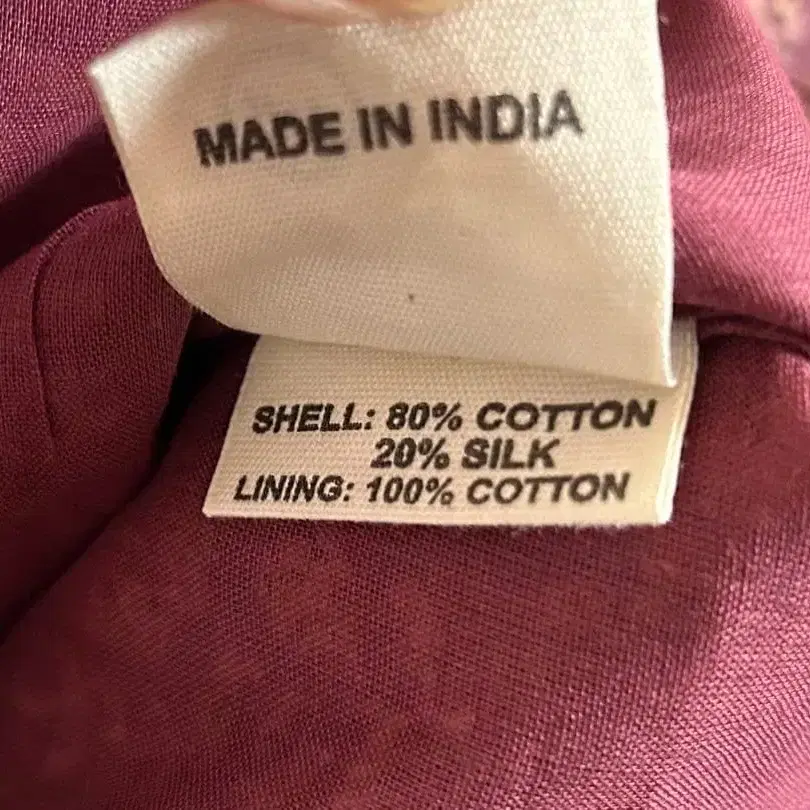 MADE IN INDIA
SHELL: 80% COTTON
20% SILK
LINING: 100% COTTON